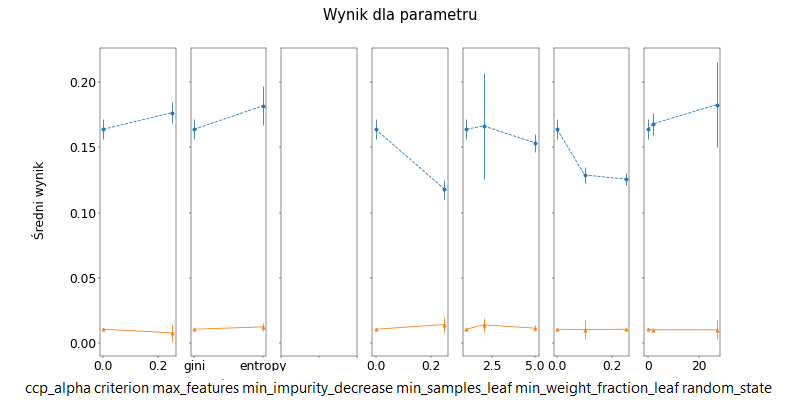 Wynik dla parametru
Średni wynik
0.20
0.15
0.10
0.05
0.00
0.0 0.2 gini entropy 0.0 0.2 2.5 5.0 0.0 0.2 0 20
ccp_alpha criterion max_features min_impurity_decrease min_samples_leaf min_weight_fraction_leaf random_state